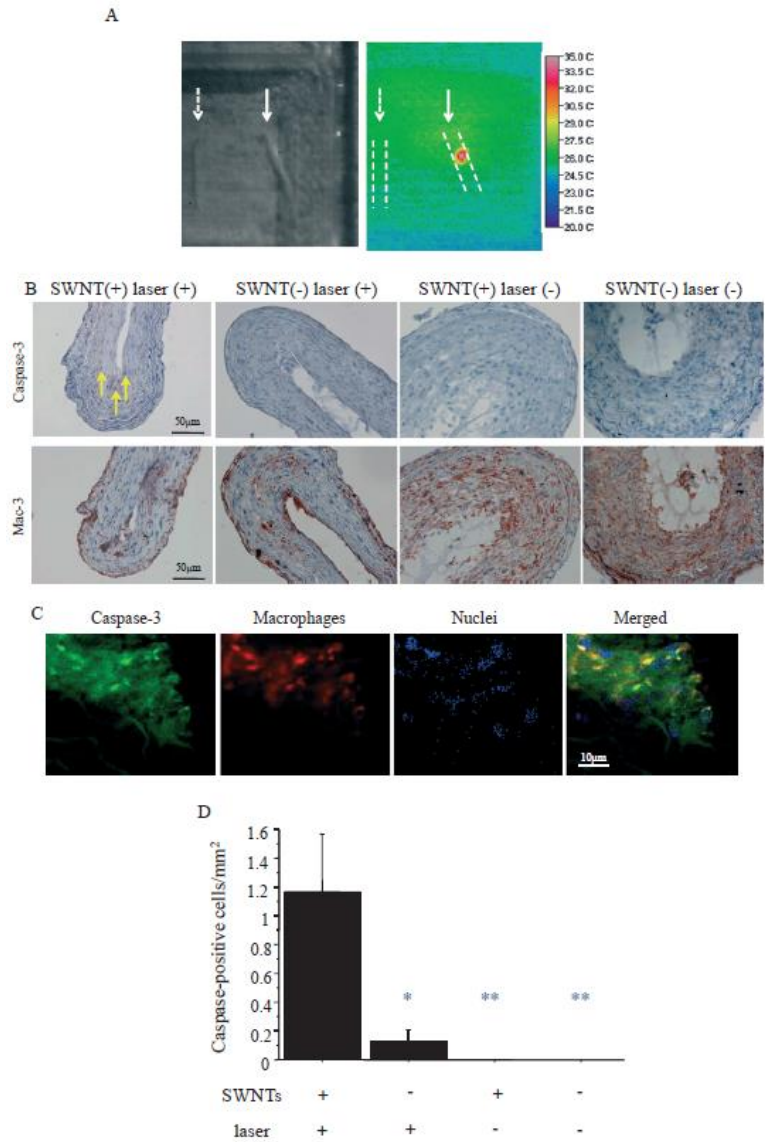 A
35.0 C
33.5 C
32.0 C
30.5 C
29.0 C
27.5 C
26.0 C
24.5 C
23.0 C
21.5 C
20.0 C
B SWNT(+) laser (+) SWNT(-) laser (+) SWNT(+) laser (-) SWNT(-) laser (-)
Caspase-3
50μm
Mac-3
50μm
C Caspase-3 Macrophages Nuclei Merged
10μm
D
Caspase-positive cells/mm²
1.6
1.4
1.2
1
0.8
0.6
0.4
0.2
0
* ** **
SWNTs + - + -
laser + + - -